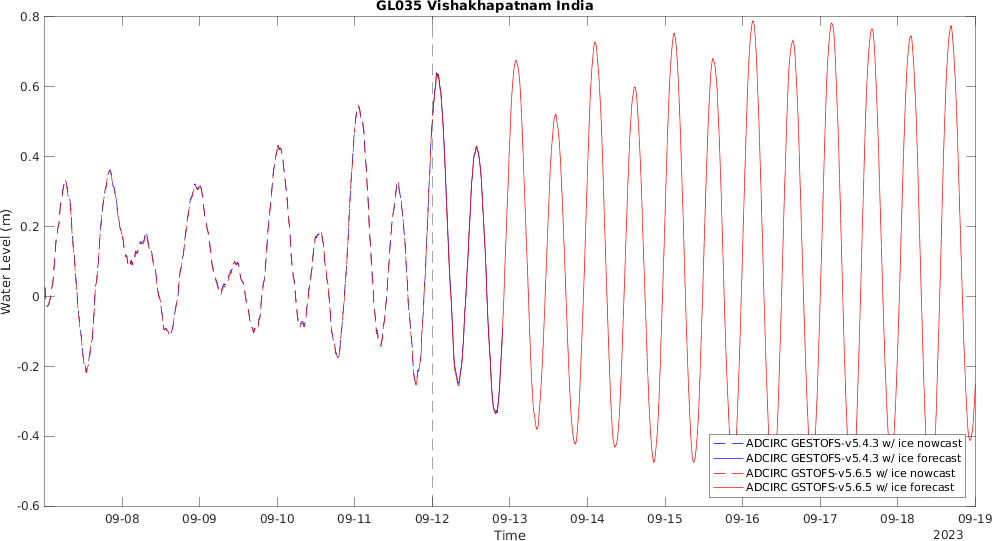 GL035 Vishakhapatnam India
Water Level (m)
0.8
0.6
0.4
0.2
0
-0.2
-0.4
-0.6
ADCIRC GESTOFS-v5.4.3 w/ ice nowcast
ADCIRC GESTOFS-v5.4.3 w/ ice forecast
ADCIRC GSTOFS-v5.6.5 w/ ice nowcast
ADCIRC GSTOFS-v5.6.5 w/ ice forecast
09-08 09-09 09-10 09-11 09-12 09-13 09-14 09-15 09-16 09-17 09-18 09-19
Time
2023